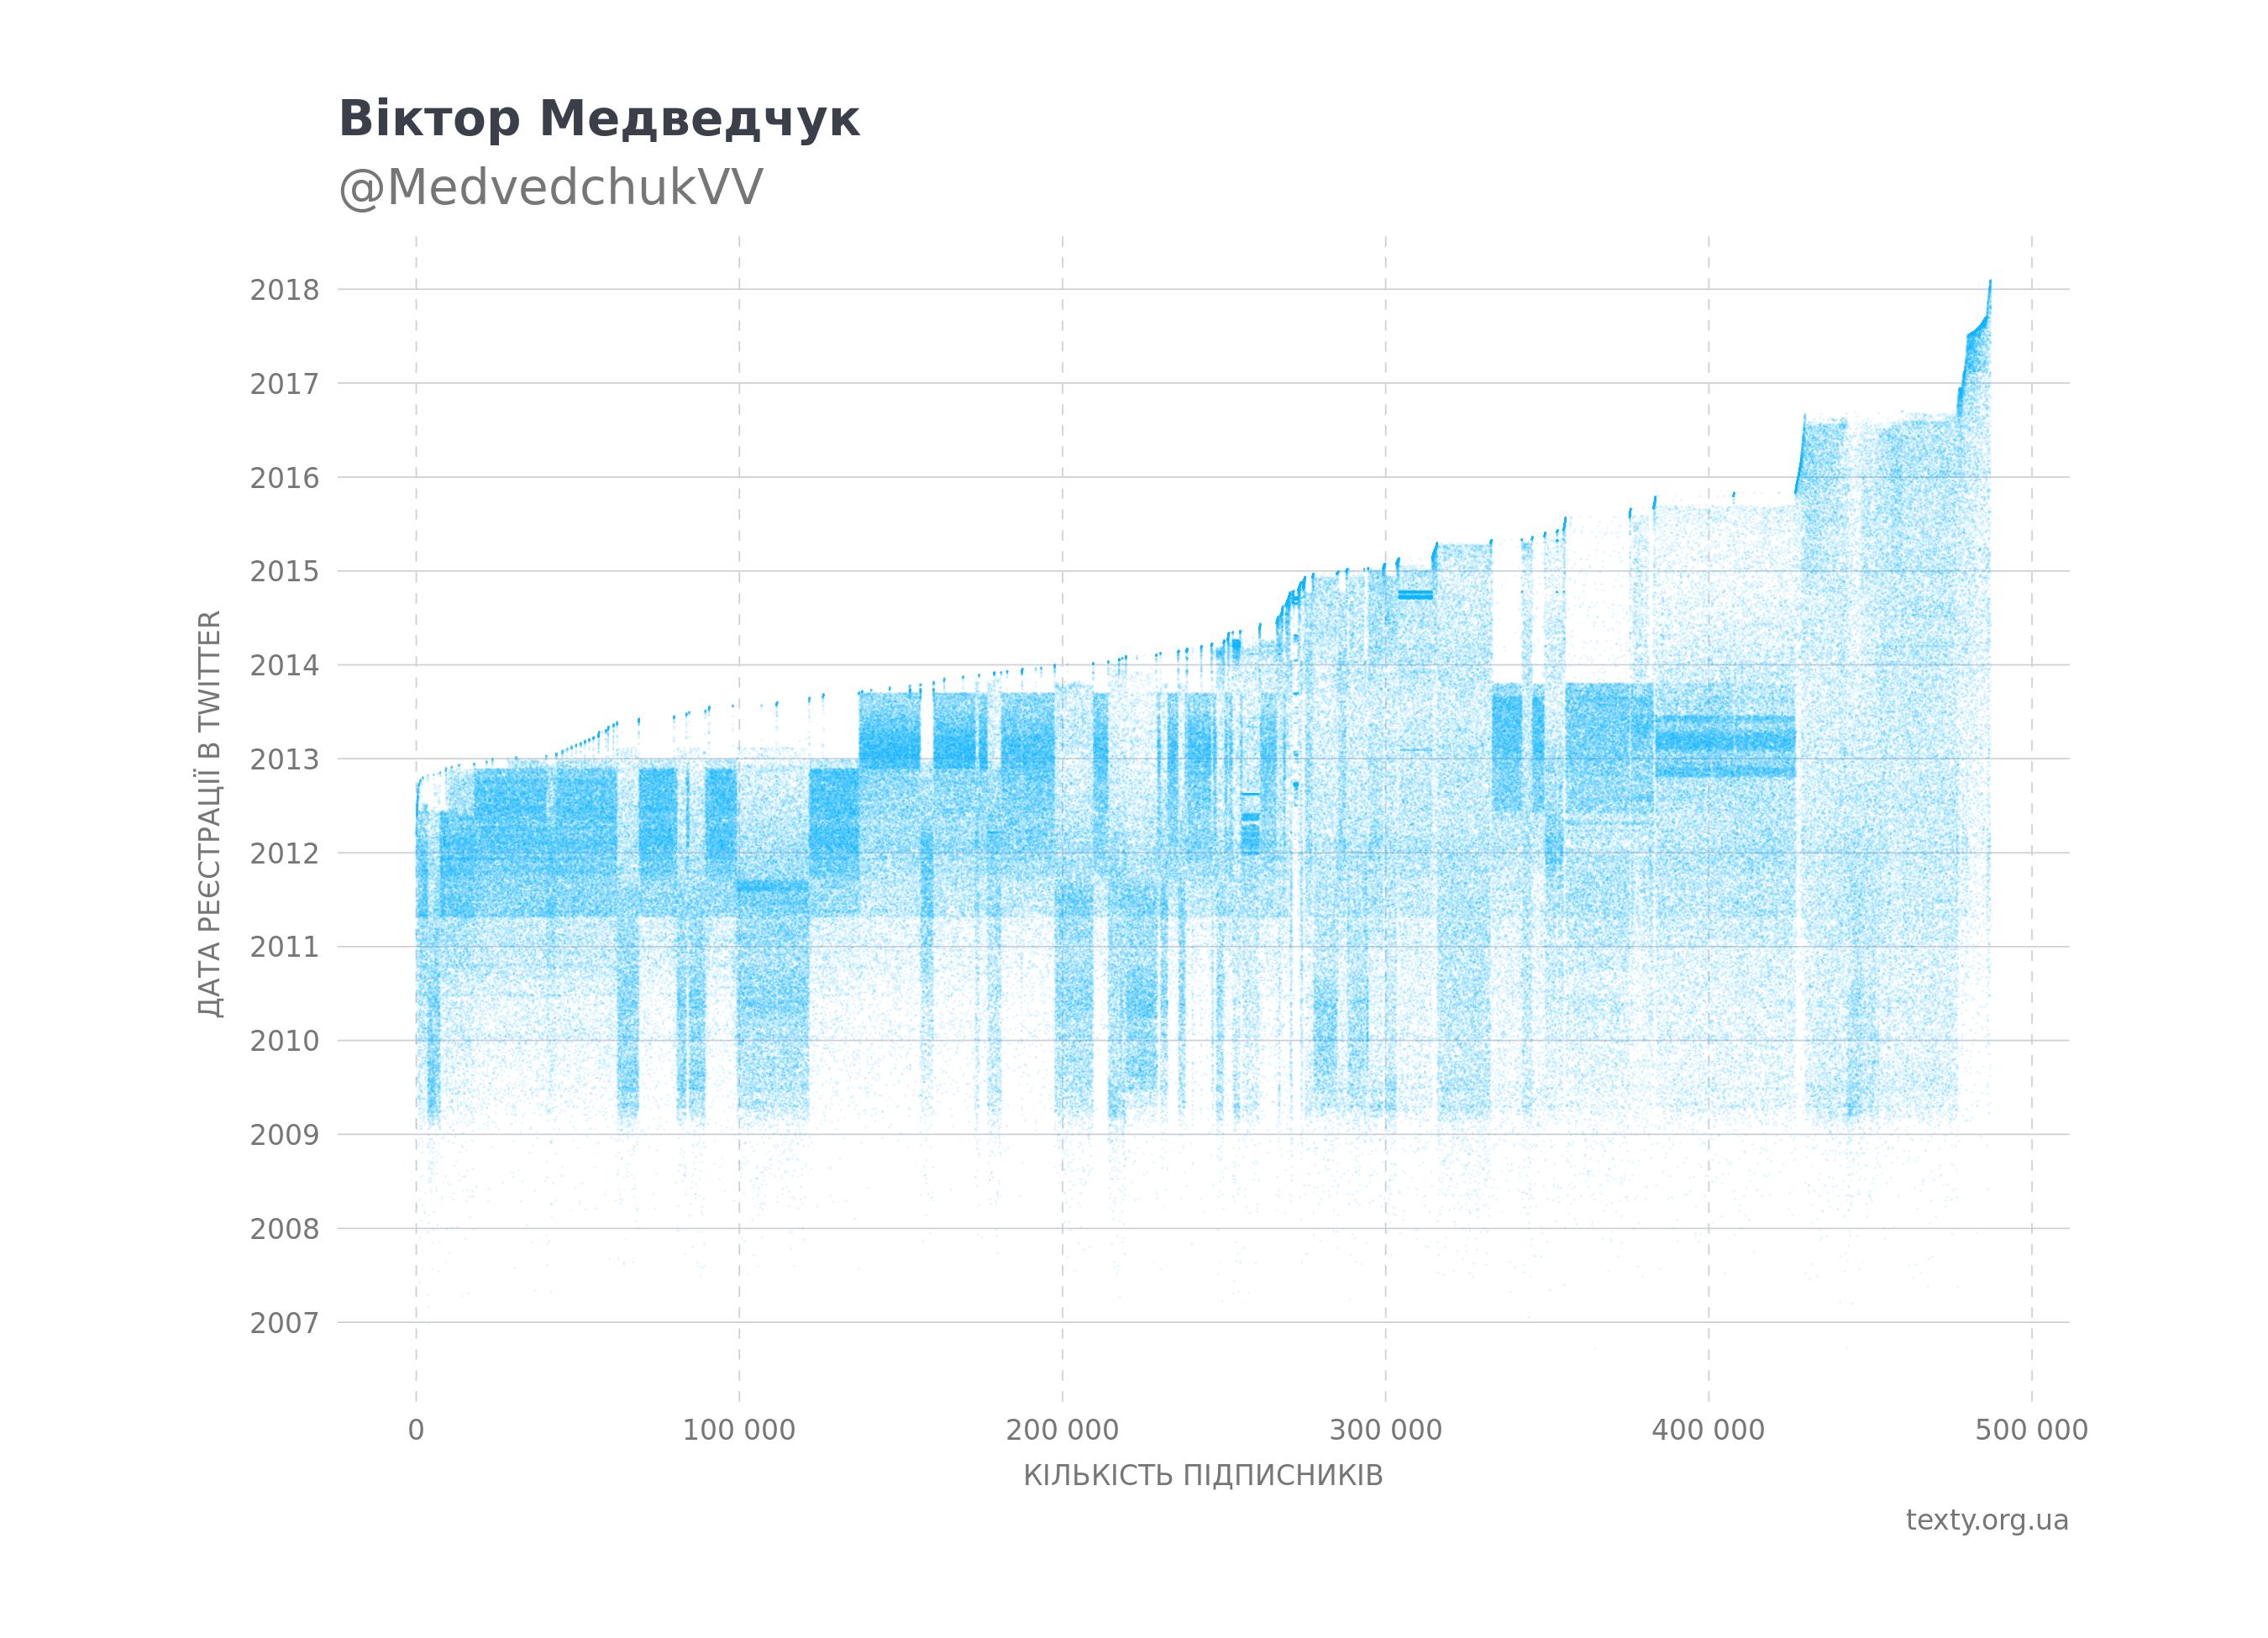 Віктор Медведчук
@MedvedchukVV
2018
2017
2016
2015
2014
2013
2012
2011
2010
2009
2008
2007
ДАТА РЕЄСТРАЦІЇ В TWITTER
0 100 000 200 000 300 000 400 000 500 000
КІЛЬКІСТЬ ПІДПИСНИКІВ
texty.org.ua